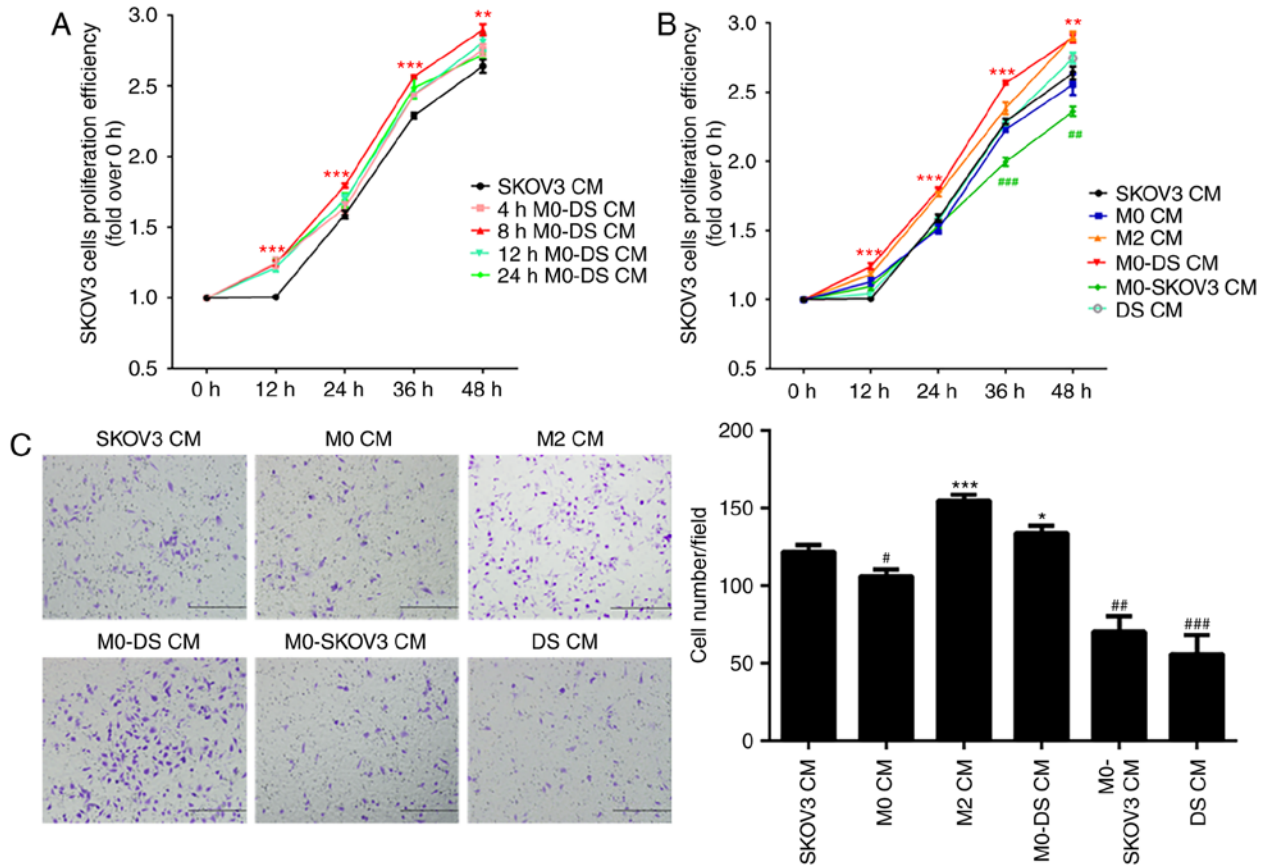 A
SKOV3 cells proliferation efficiency
(fold over 0 h)
3.0
2.5
2.0
1.5
1.0
0.5
0 h
12 h
24 h
36 h
48 h
***
***
***
**
SKOV3 CM
4 h M0-DS CM
8 h M0-DS CM
12 h M0-DS CM
24 h M0-DS CM
B
SKOV3 cells proliferation efficiency
(fold over 0 h)
3.0
2.5
2.0
1.5
1.0
0.5
0 h
12 h
24 h
36 h
48 h
***
***
***
**
###
##
SKOV3 CM
M0 CM
M2 CM
M0-DS CM
M0-SKOV3 CM
DS CM
C
SKOV3 CM
M0 CM
M2 CM
M0-DS CM
M0-SKOV3 CM
DS CM
Cell number/field
200
150
100
50
0
#
***
*
##
###
SKOV3 CM
M0 CM
M2 CM
M0-DS CM
M0-
SKOV3 CM
DS CM